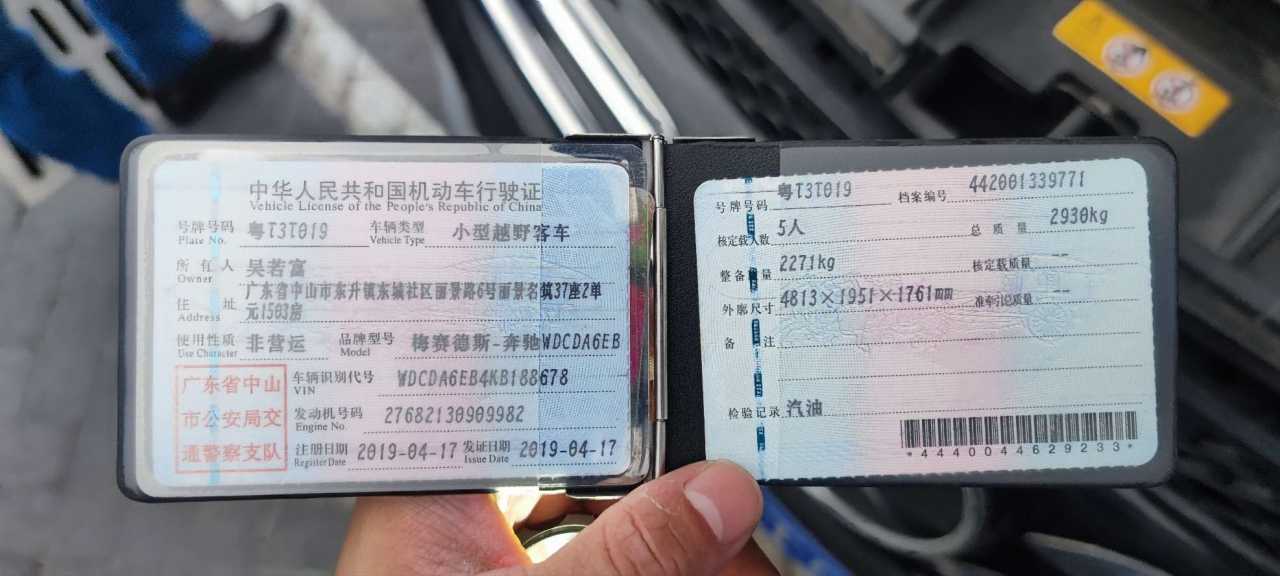 中华人民共和国机动车行驶证
Vehicle License of the People's Republic of China
号牌号码 粤T3T019 车辆类型 小型越野客车
Plate No. Vehicle Type
所有人 吴若富
Owner
住址 广东省中山市东升镇东城社区丽景路6号丽景名筑37座2单
元1503房
Address
使用性质 非营运 品牌型号 梅赛德斯-奔驰WDCDA6EB
Use Character Model
广东省中山
市公安局交
通警察支队
车辆识别代号 WDCDA6EB4KB188678
VIN
发动机号码 27682130909982
Engine No.
注册日期 2019-04-17 发证日期 2019-04-17
Register Date Issue Date
号牌号码 粤T3T019 档案编号 442001339771
核定载人数 5人 总质量 2930kg
整备质量 2271kg 核定载质量 --
外廓尺寸 4813×1951×1761mm 准牵引总质量 --
备注
检验记录 汽油
*4440044629233*